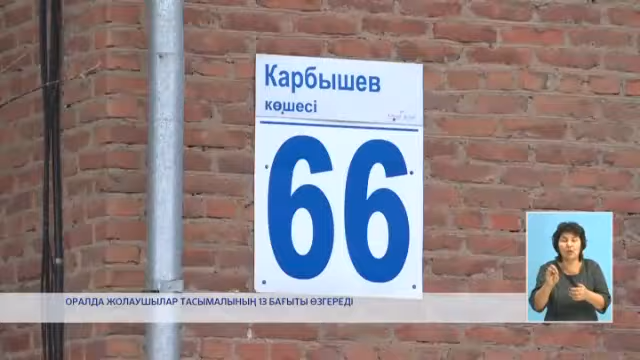 Карбышев
көшесі
66
ОРАЛДА ЖОЛАУШЫЛАР ТАСЫМАЛЫНЫҢ 13 БАҒЫТЫ ӨЗГЕРЕДІ